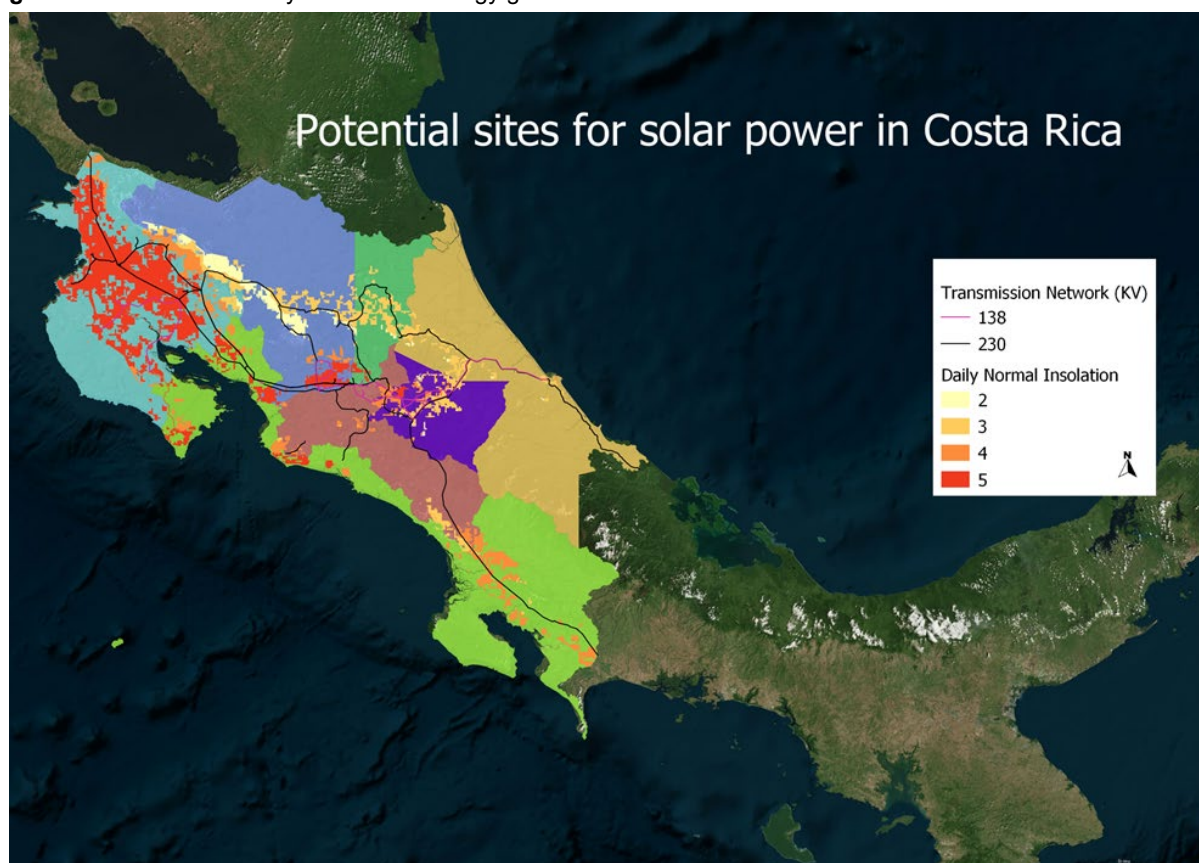 Potential sites for solar power in Costa Rica
Transmission Network (KV)
138
230
Daily Normal Insolation
2
3
4
5
N